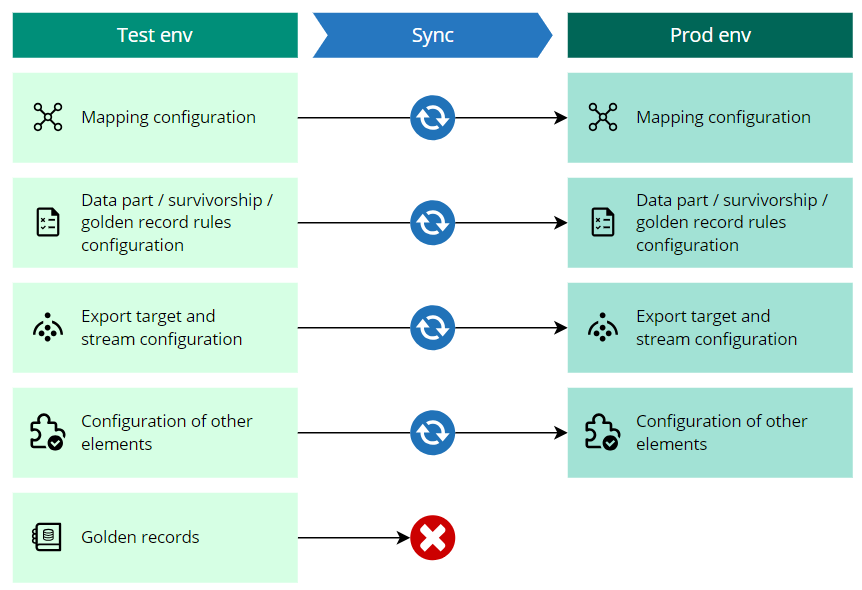 Test env
Sync
Prod env
Mapping configuration
Mapping configuration
Data part / survivorship /
golden record rules
configuration
Data part / survivorship /
golden record rules
configuration
Export target and
stream configuration
Export target and
stream configuration
Configuration of other
elements
Configuration of other
elements
Golden records